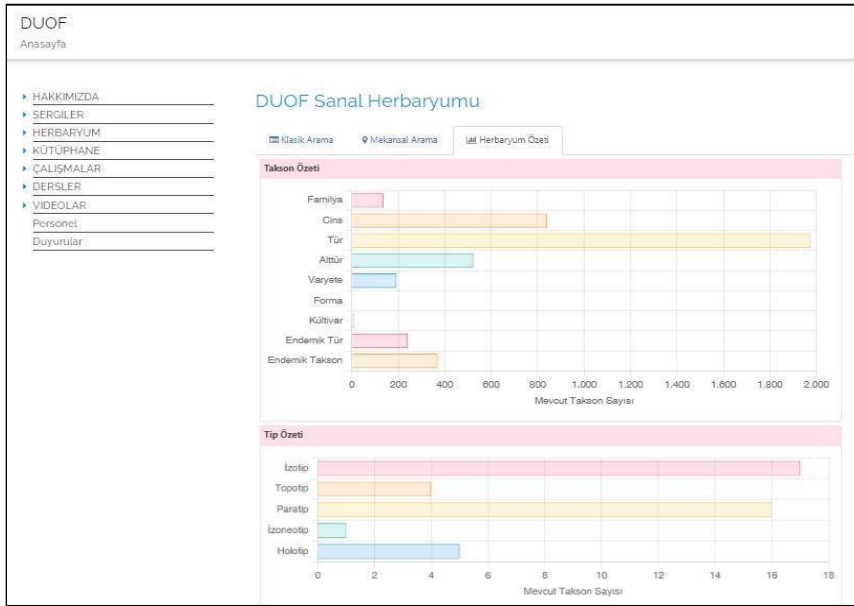 DUOF
Anasayfa
HAKKIMIZDA
SERGİLER
HERBARYUM
KÜTÜPHANE
ÇALIŞMALAR
DERSLER
VİDEOLAR
Personel
Duyurular
DUOF Sanal Herbaryumu
Klasik Arama Mekansal Arama Herbaryum Özeti
Takson Özeti
Familya
Cins
Tür
Alttür
Varyete
Forma
Kültivar
Endemik Tür
Endemik Takson
0 200 400 600 800 1.000 1.200 1.400 1.600 1.800 2.000
Mevcut Takson Sayısı
Tip Özeti
İzotip
Topotip
Paratip
İzoneotip
Holotip
0 2 4 6 8 10 12 14 16 18
Mevcut Takson Sayısı